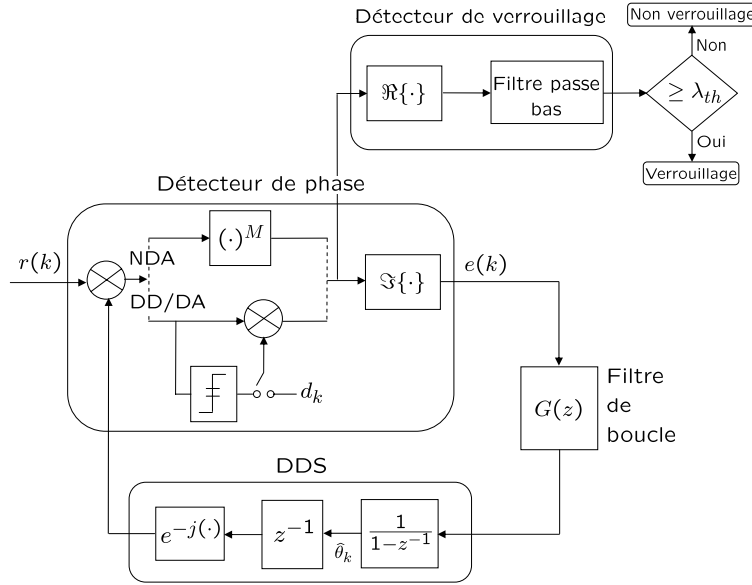 Détecteur de verrouillage
Non verrouillage
Non
ℜ{·}
Filtre passe
bas
≥ λ_th
Oui
Verrouillage
Détecteur de phase
r(k)
NDA
(·)^M
DD/DA
ℑ{·}
e(k)
d_k
G(z)
Filtre
de
boucle
DDS
e^{-j(·)}
z^{-1}
θ̂_k
1
1−z^{-1}